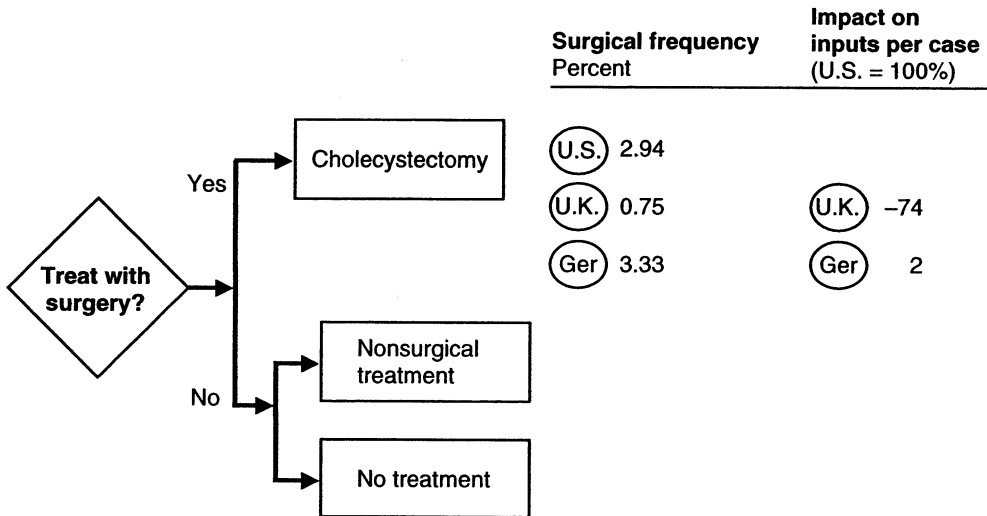 Surgical frequency
Percent
Impact on
inputs per case
(U.S. = 100%)
Yes
Cholecystectomy
U.S. 2.94
U.K. 0.75
U.K. –74
Ger 3.33
Ger 2
Treat with
surgery?
Nonsurgical
treatment
No
No treatment